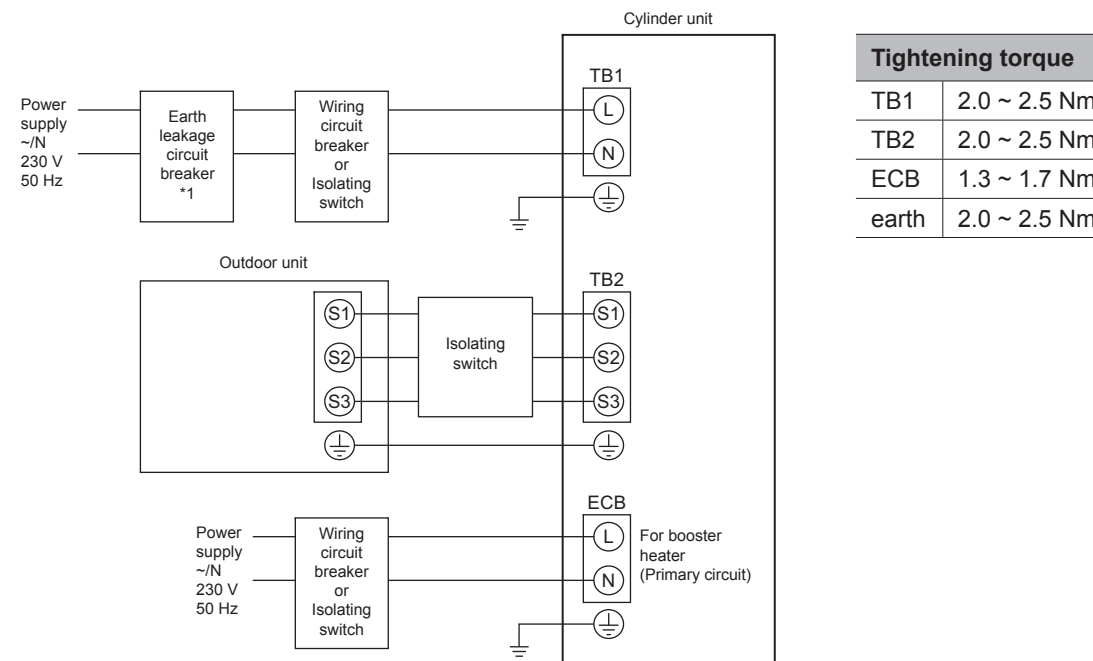 Cylinder unit
TB1
Power
supply
~/N
230 V
50 Hz
Earth
leakage
circuit
breaker
*1
Wiring
circuit
breaker
or
Isolating
switch
L
N
Outdoor unit
S1
S2
S3
Isolating
switch
TB2
S1
S2
S3
ECB
Power
supply
~/N
230 V
50 Hz
Wiring
circuit
breaker
or
Isolating
switch
L
N
For booster
heater
(Primary circuit)
Tightening torque
TB1 2.0 ~ 2.5 Nm
TB2 2.0 ~ 2.5 Nm
ECB 1.3 ~ 1.7 Nm
earth 2.0 ~ 2.5 Nm